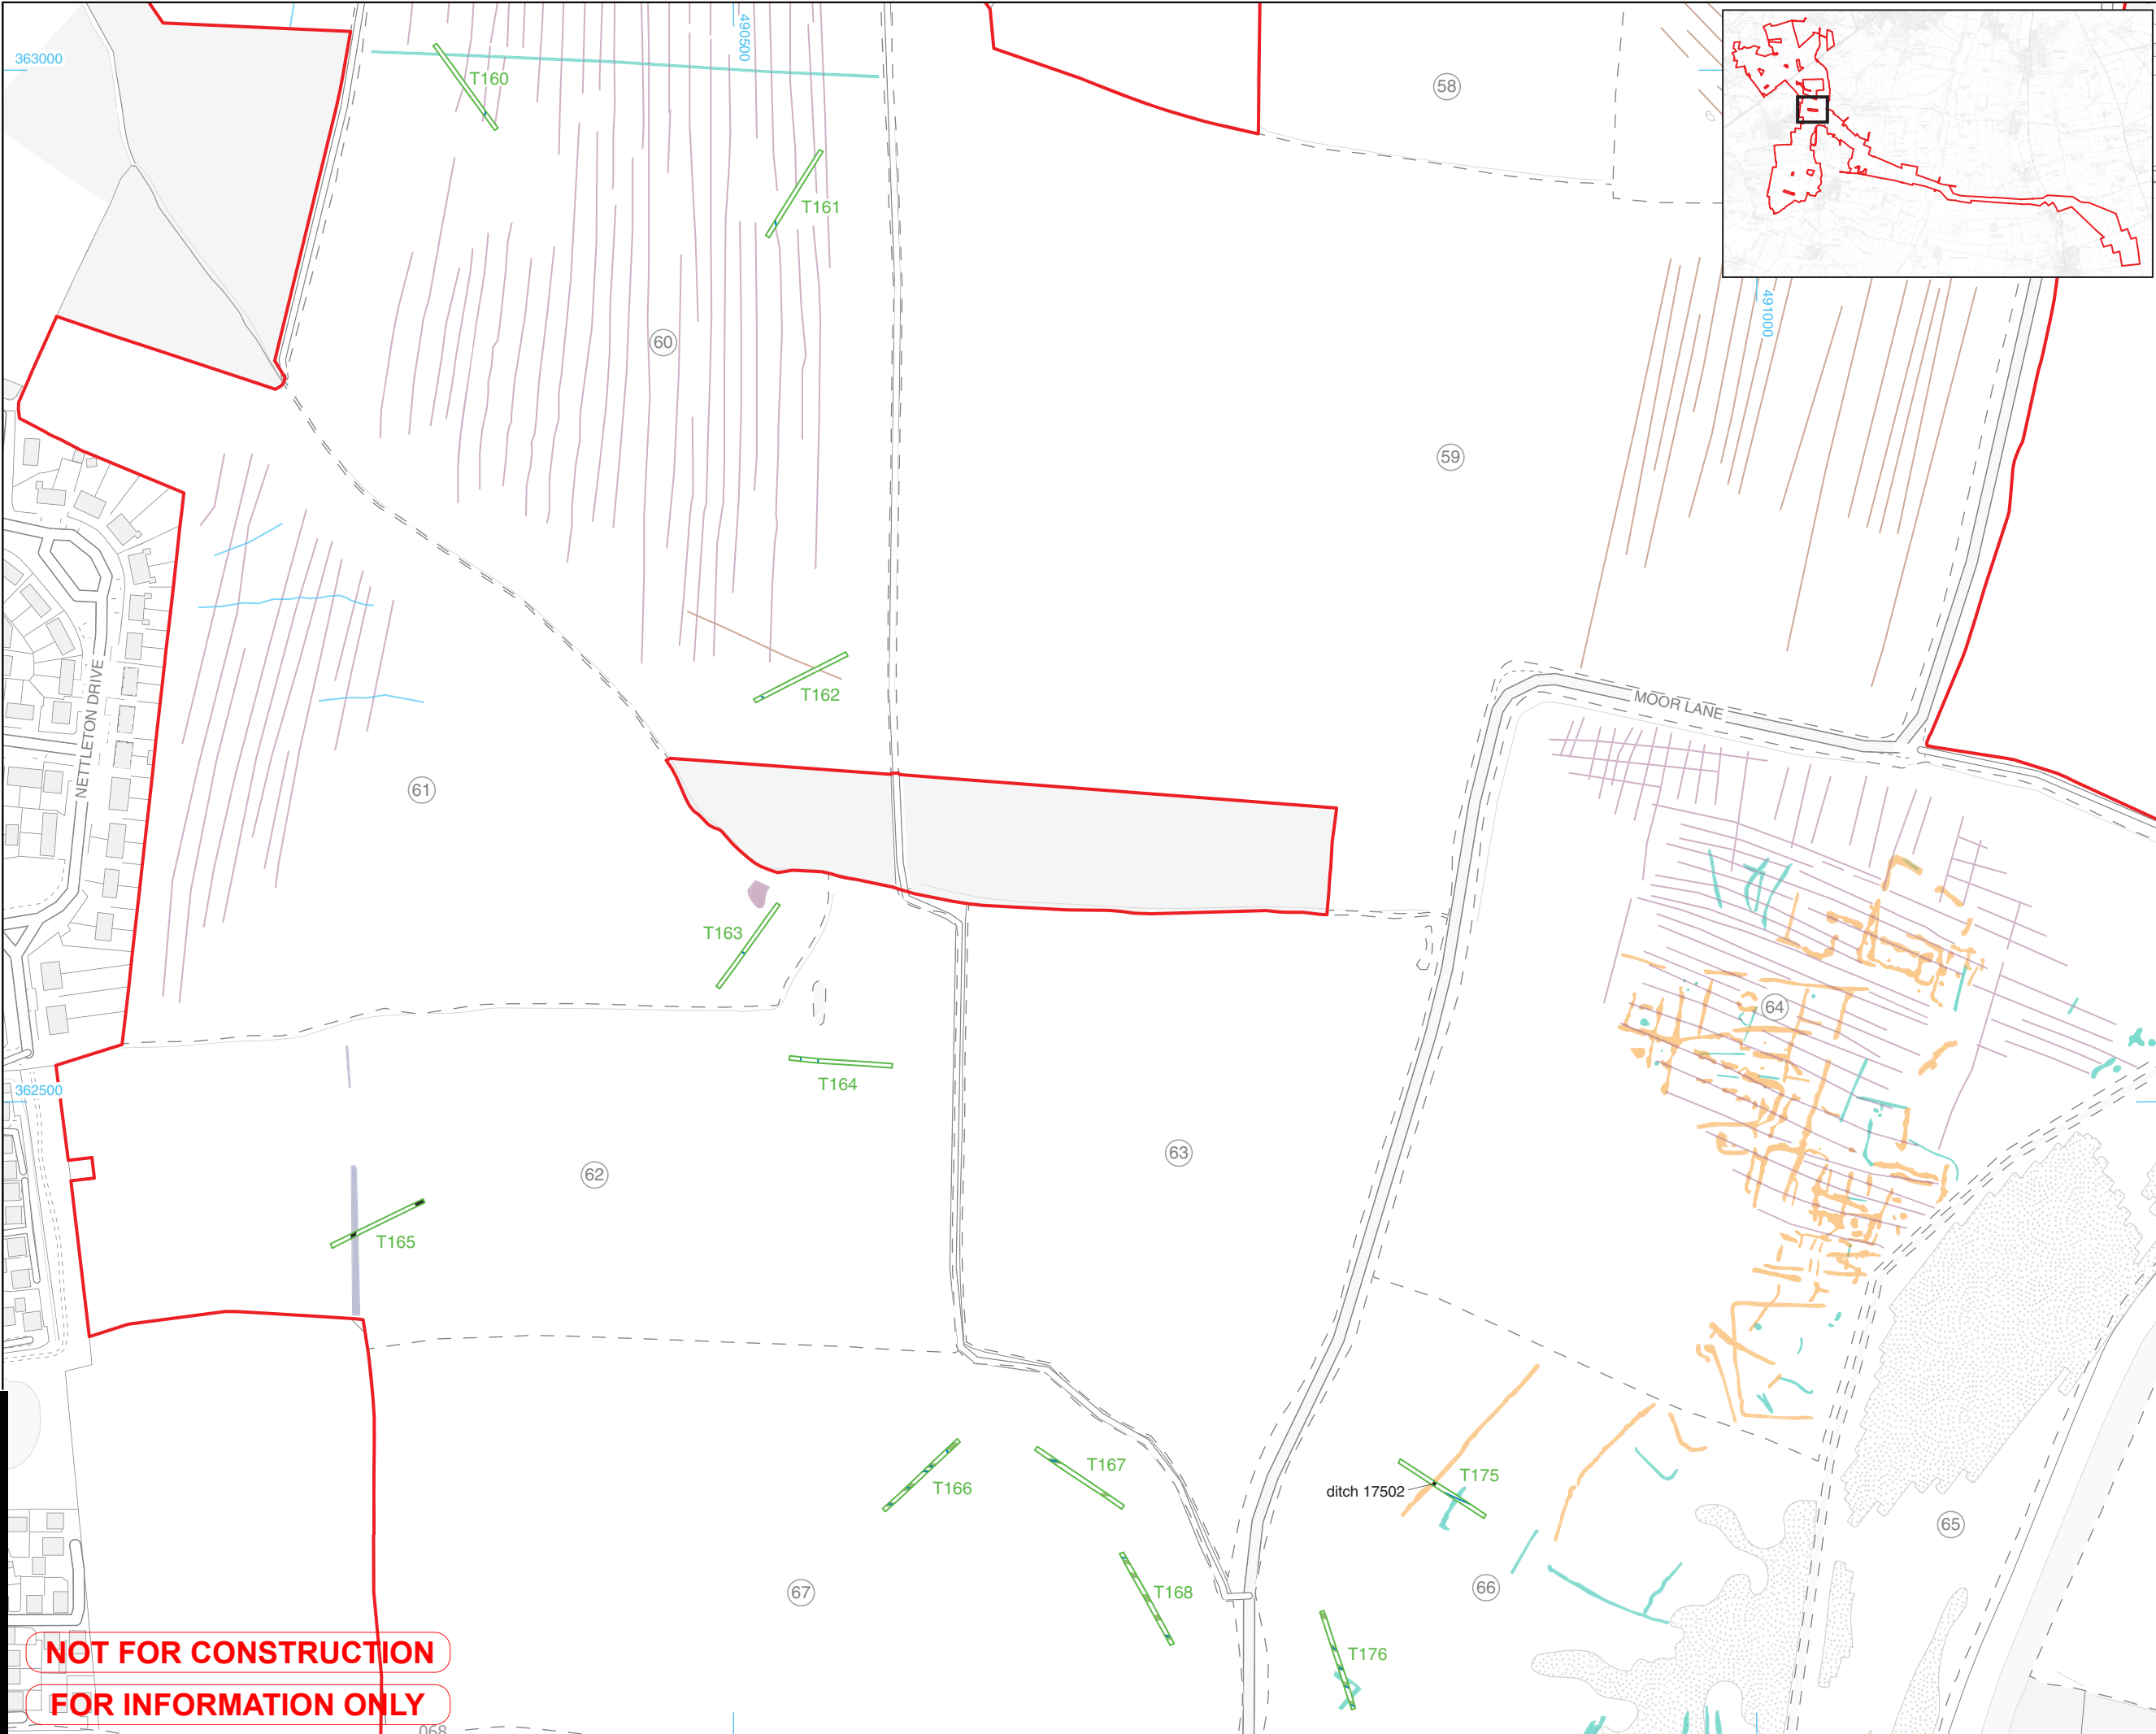 363000
490500
T160
58
T161
491000
60
59
T162
MOOR LANE
NETTLETON DRIVE
61
T163
64
T164
362500
63
62
T165
T167
T175
T166
ditch 17502
65
66
67
T168
T176
NOT FOR CONSTRUCTION
FOR INFORMATION ONLY
068